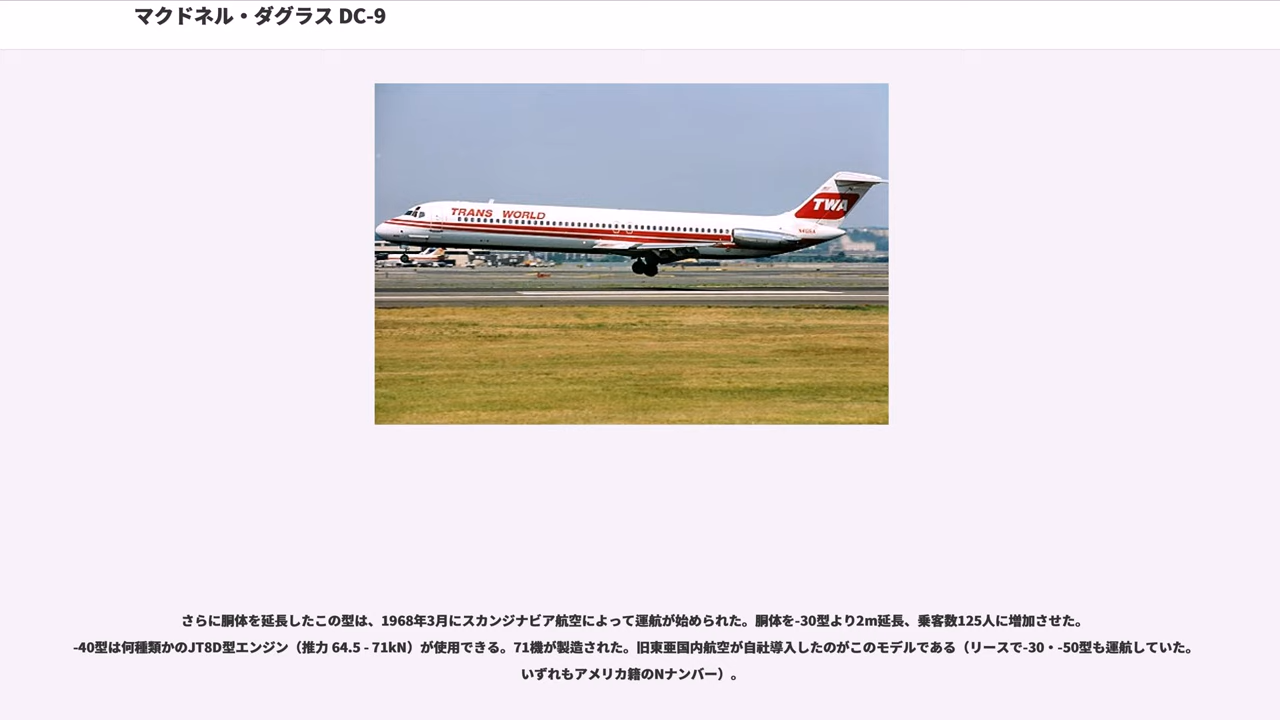 マクドネル・ダグラス DC-9
TRANS WORLD
TWA
さらに胴体を延長したこの型は、1968年3月にスカンジナビア航空によって運航が始められた。胴体を-30型より2m延長、乗客数125人に増加させた。
-40型は何種類かのJT8D型エンジン（推力 64.5 - 71kN）が使用できる。71機が製造された。旧東亜国内航空が自社導入したのがこのモデルである（リースで-30・-50型も運航していた。
いずれもアメリカ籍のNナンバー）。